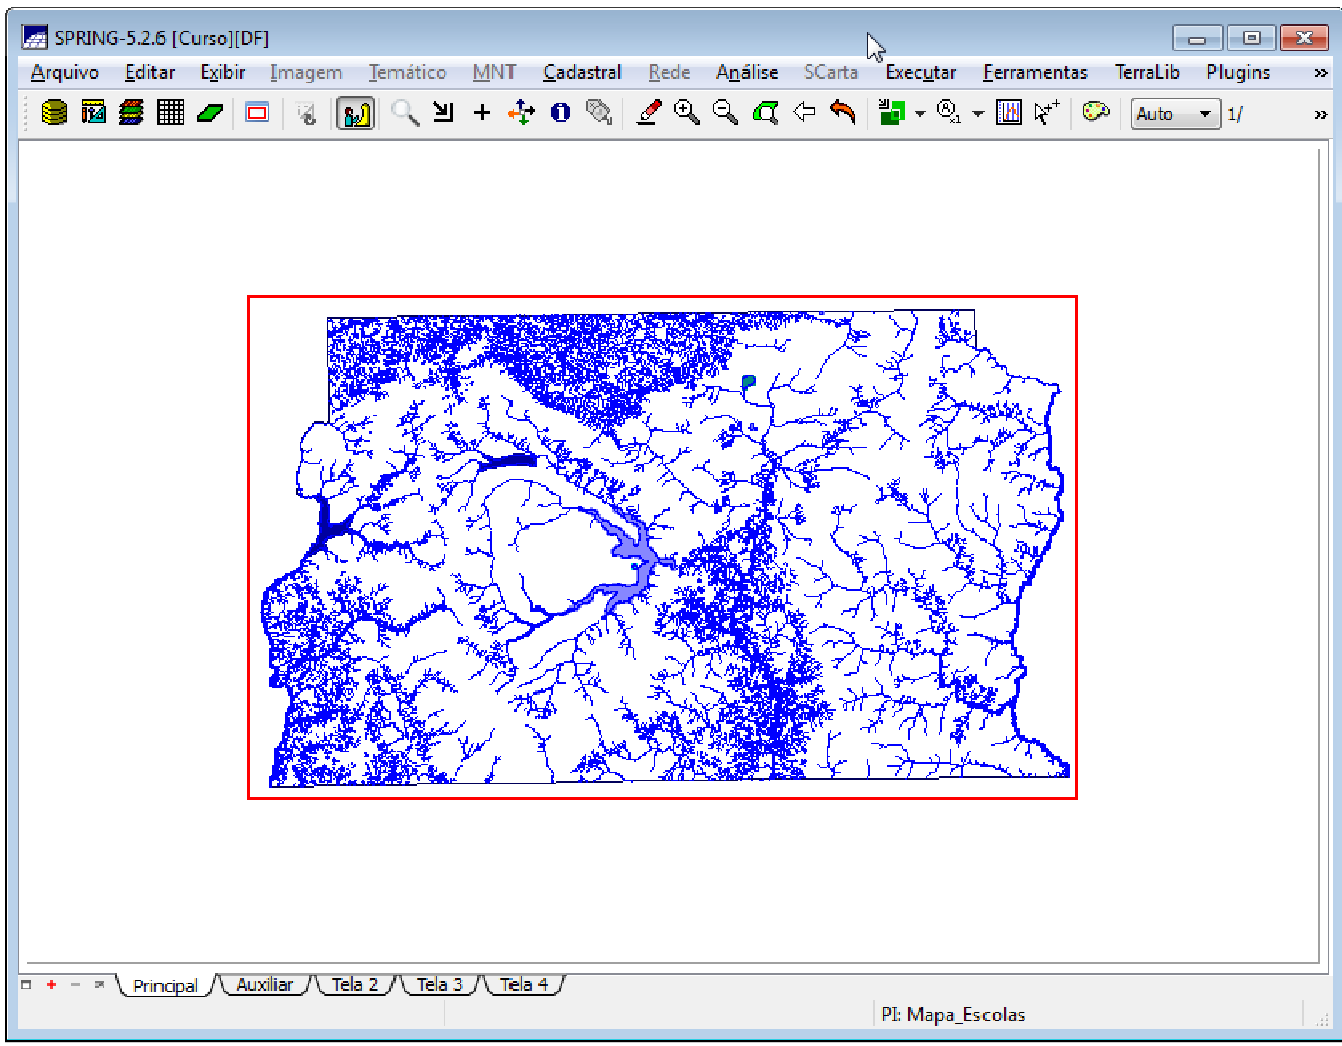 SPRING-5.2.6 [Curso][DF]
Arquivo Editar Exibir Imagem Temático MNT Cadastral Rede Análise SCarta Executar Ferramentas TerraLib Plugins »
Auto 1/ »
Principal Auxiliar Tela 2 Tela 3 Tela 4
PI: Mapa_Escolas